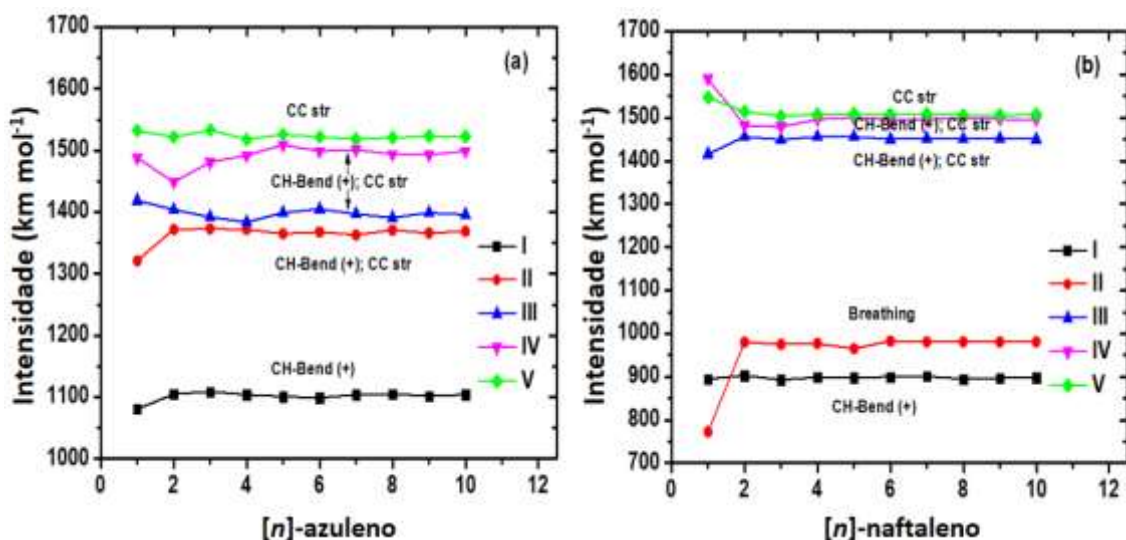 1700
1600
1500
1400
1300
1200
1100
1000
Intensidade (km mol-1)
(a)
CC str
CH-Bend (+); CC str
CH-Bend (+); CC str
CH-Bend (+)
I
II
III
IV
V
0 2 4 6 8 10 12
[n]-azuleno
1700
1600
1500
1400
1300
1200
1100
1000
900
800
700
Intensidade (km mol-1)
(b)
CC str
CH-Bend (+); CC str
CH-Bend (+); CC str
Breathing
CH-Bend (+)
I
II
III
IV
V
0 2 4 6 8 10 12
[n]-naftaleno